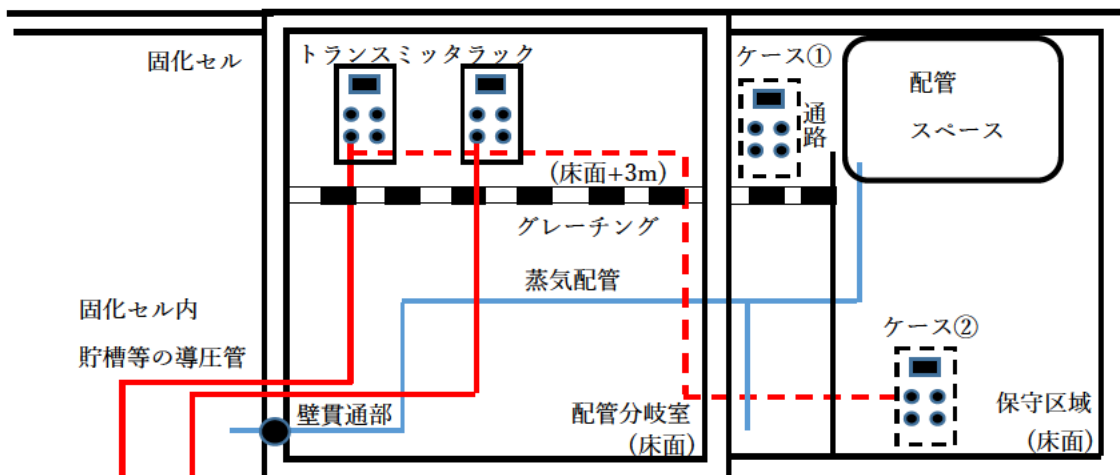 固化セル
トランスミッタラック
ケース①
通路
配管
スペース
(床面+3m)
グレーチング
蒸気配管
固化セル内
貯槽等の導圧管
ケース②
壁貫通部
配管分岐室
(床面)
保守区域
(床面)